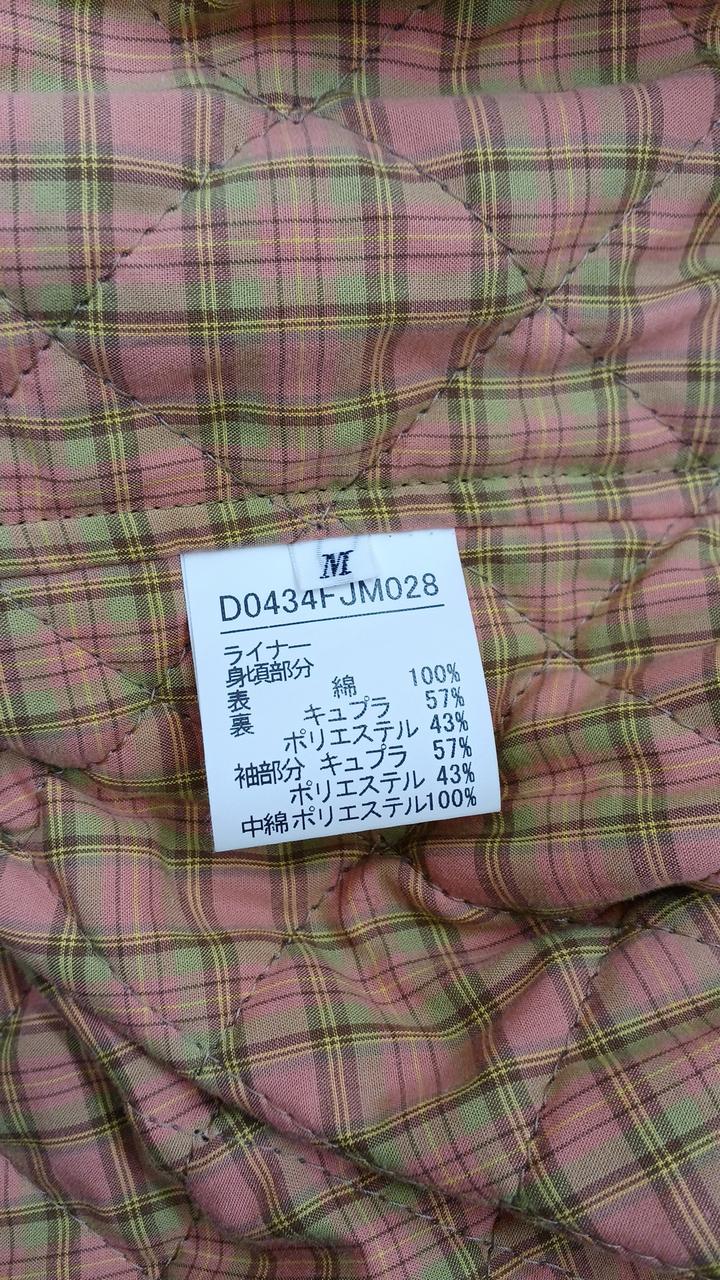 M
D0434FJM028
ライナー
身頃部分
表 綿 100%
裏 キュプラ 57%
ポリエステル 43%
袖部分 キュプラ 57%
ポリエステル 43%
中綿ポリエステル100%